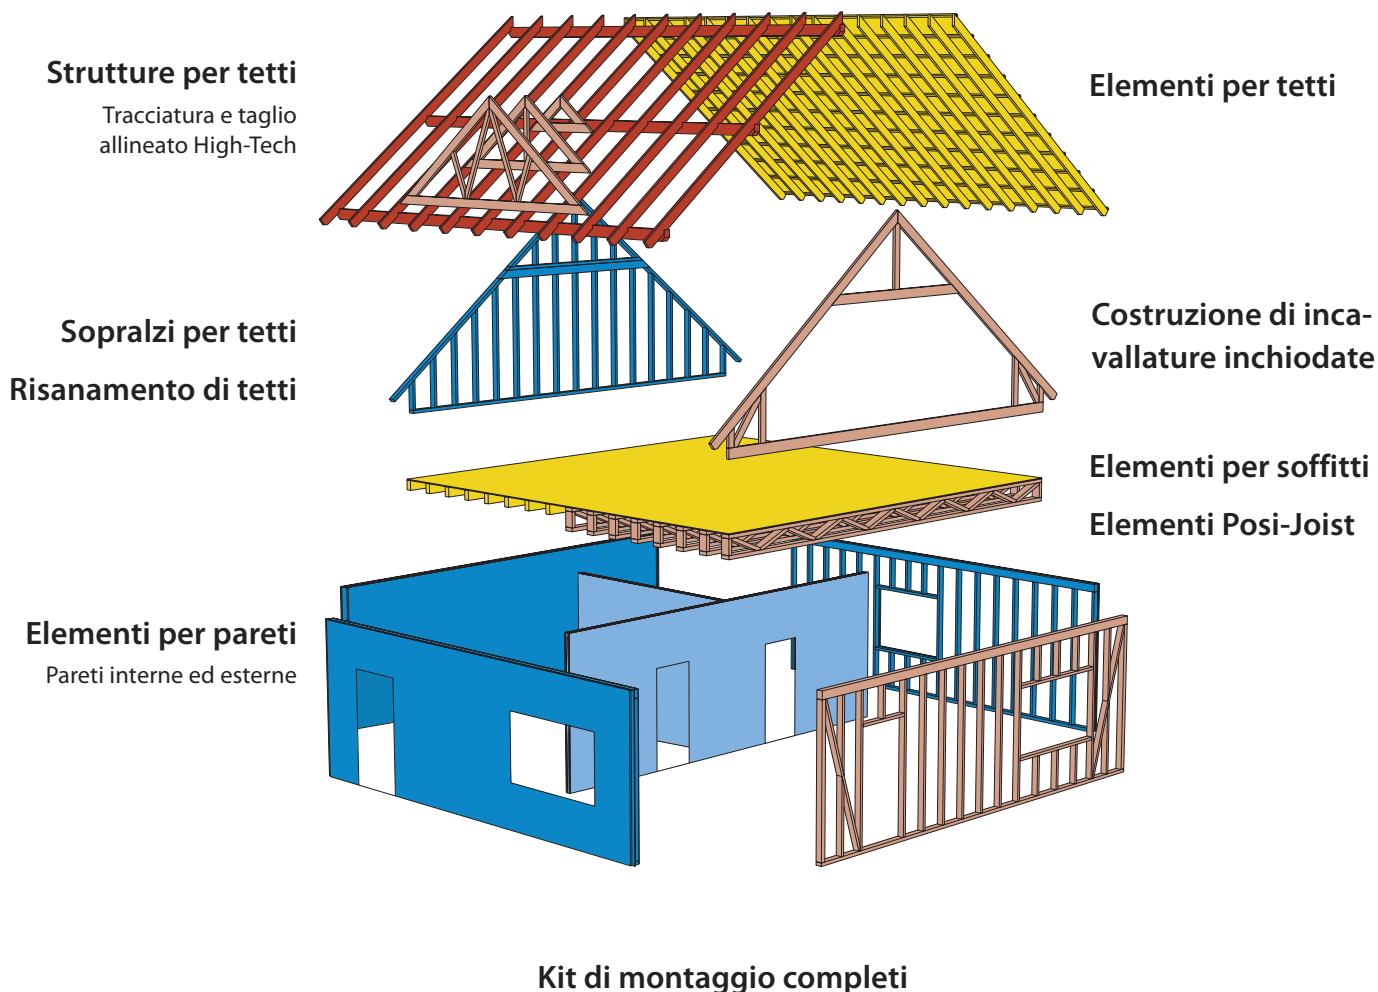 Strutture per tetti
Tracciatura e taglio
allineato High-Tech
Elementi per tetti
Sopralzi per tetti
Risanamento di tetti
Costruzione di inca-
vallature inchiodate
Elementi per soffitti
Elementi Posi-Joist
Elementi per pareti
Pareti interne ed esterne
Kit di montaggio completi